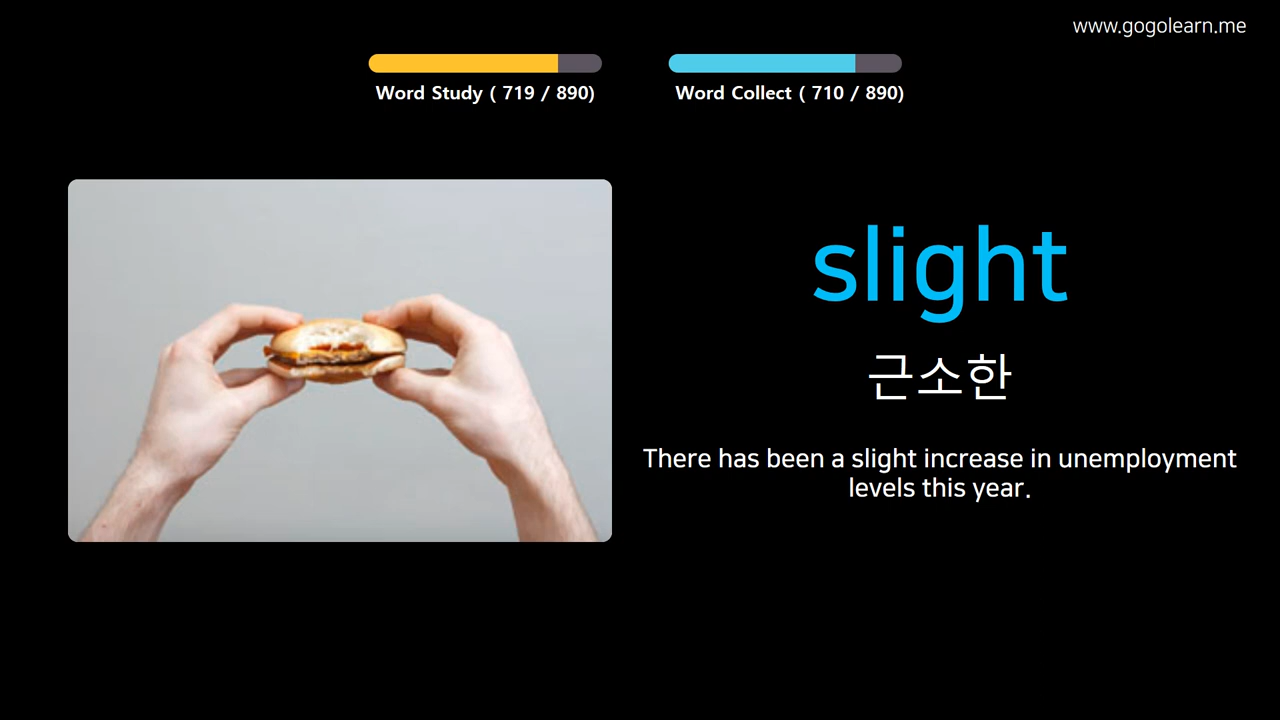 www.gogolearn.me
Word Study ( 719 / 890)
Word Collect ( 710 / 890)
slight
근소한
There has been a slight increase in unemployment
levels this year.